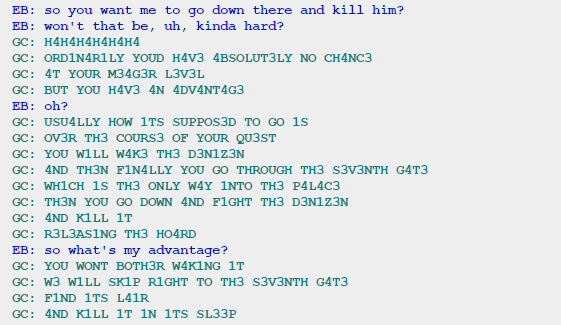 EB: so you want me to go down there and kill him?
EB: won't that be, uh, kinda hard?
GC: H4H4H4H4H4H4
GC: ORD1N4R1LY YOUD H4V3 4BSOLUT3LY NO CH4NC3
GC: 4T YOUR M34G3R L3V3L
GC: BUT YOU H4V3 4N 4DV4NT4G3
EB: oh?
GC: USU4LLY HOW 1TS SUPPOS3D TO GO 1S
GC: OV3R TH3 COURS3 OF YOUR QU3ST
GC: YOU W1LL W4K3 TH3 D3N1Z3N
GC: 4ND TH3N F1N4LLY YOU GO THROUGH TH3 S3V3NTH G4T3
GC: WH1CH 1S TH3 ONLY W4Y 1NTO TH3 P4L4C3
GC: TH3N YOU GO DOWN 4ND F1GHT TH3 D3N1Z3N
GC: 4ND K1LL 1T
GC: R3L34S1NG TH3 HO4RD
EB: so what's my advantage?
GC: YOU WONT BOTH3R W4K1NG 1T
GC: W3 W1LL SK1P R1GHT TO TH3 S3V3NTH G4T3
GC: F1ND 1TS L41R
GC: 4ND K1LL 1T 1N 1TS SL33P